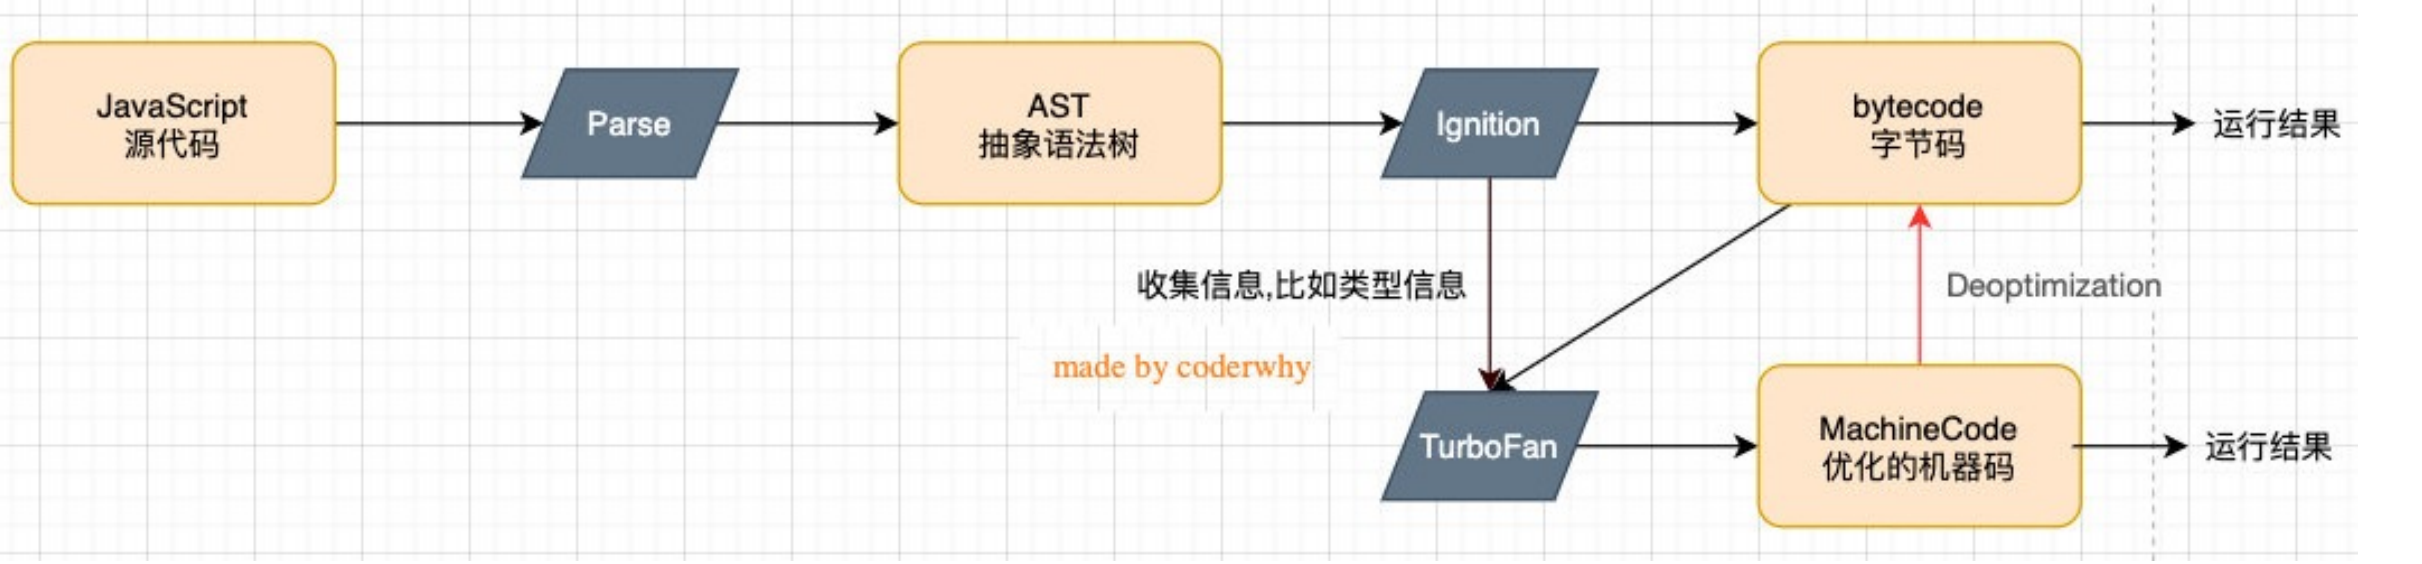 JavaScript
源代码
Parse
AST
抽象语法树
Ignition
bytecode
字节码
运行结果
收集信息,比如类型信息
Deoptimization
made by coderwhy
TurboFan
MachineCode
优化的机器码
运行结果